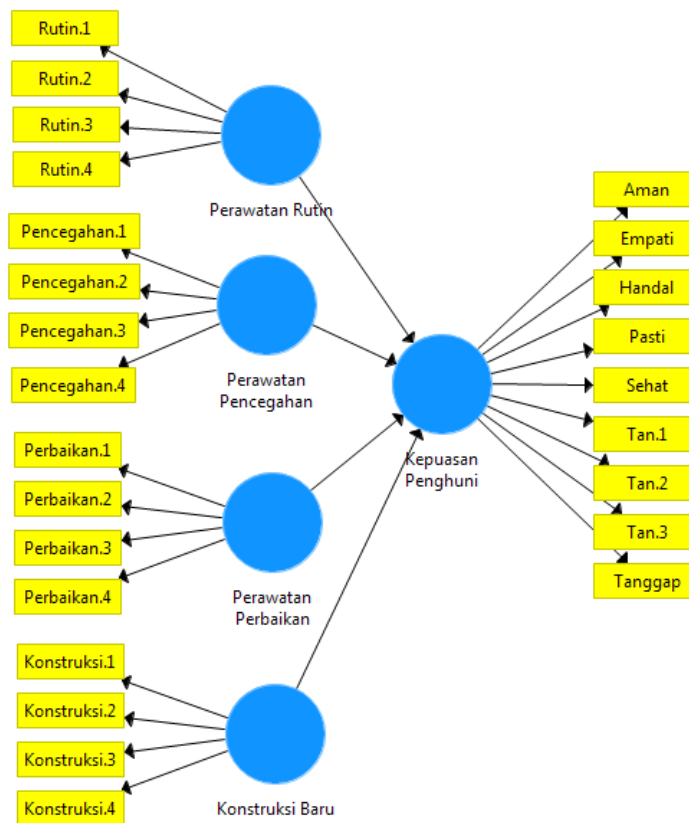 Rutin.1
Rutin.2
Rutin.3
Rutin.4
Perawatan Rutin
Pencegahan.1
Pencegahan.2
Pencegahan.3
Pencegahan.4
Perawatan
Pencegahan
Perbaikan.1
Perbaikan.2
Perbaikan.3
Perbaikan.4
Perawatan
Perbaikan
Konstruksi.1
Konstruksi.2
Konstruksi.3
Konstruksi.4
Konstruksi Baru
Kepuasan
Penghuni
Aman
Empati
Handal
Pasti
Sehat
Tan.1
Tan.2
Tan.3
Tanggap